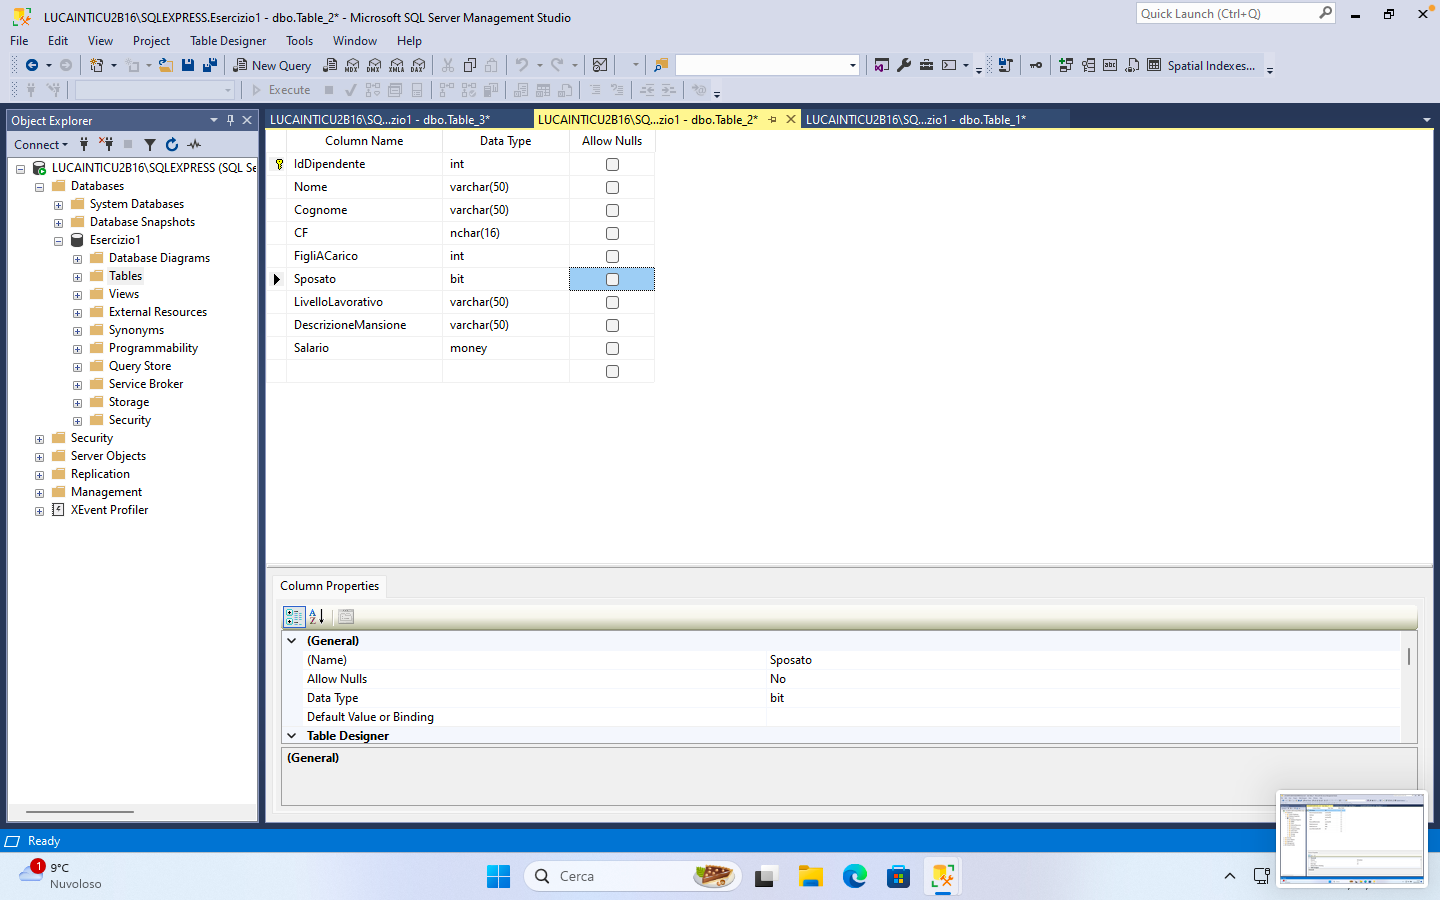 LUCAINTICU2B16\SQLEXPRESS.Esercizio1 - dbo.Table_2* - Microsoft SQL Server Management Studio
Quick Launch (Ctrl+Q)
File Edit View Project Table Designer Tools Window Help
New Query MDX DMX XMLA DAX Spatial Indexes...
Execute
Object Explorer
LUCAINTICU2B16\SQ...zio1 - dbo.Table_3* LUCAINTICU2B16\SQ...zio1 - dbo.Table_2* LUCAINTICU2B16\SQ...zio1 - dbo.Table_1*
Connect
LUCAINTICU2B16\SQLEXPRESS (SQL Se
Databases
System Databases
Database Snapshots
Esercizio1
Database Diagrams
Tables
Views
External Resources
Synonyms
Programmability
Query Store
Service Broker
Storage
Security
Security
Server Objects
Replication
Management
XEvent Profiler
Column Name Data Type Allow Nulls
IdDipendente int
Nome varchar(50)
Cognome varchar(50)
CF nchar(16)
FigliACarico int
Sposato bit
LivelloLavorativo varchar(50)
DescrizioneMansione varchar(50)
Salario money
Column Properties
(General)
(Name) Sposato
Allow Nulls No
Data Type bit
Default Value or Binding
Table Designer
(General)
Ready
1
9°C
Nuvoloso
Cerca